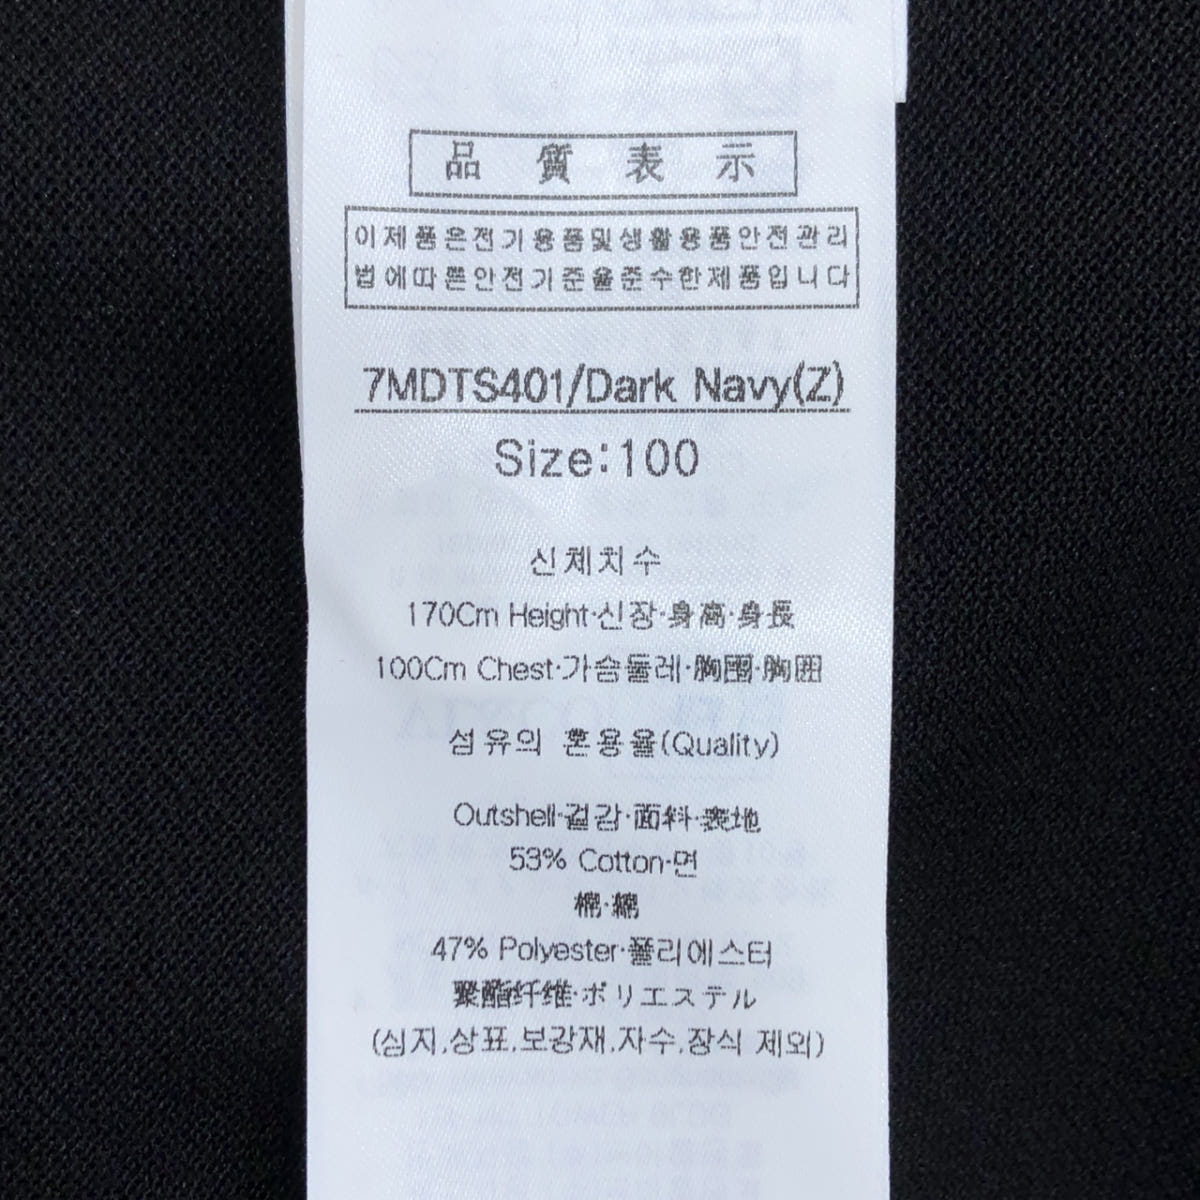 品 質 表 示
이제품은전기용품및생활용품안전관리
법에따른안전기준을준수한제품입니다
7MDTS401/Dark Navy(Z)
Size:100
신체치수
170Cm Height·신장·身高·身長
100Cm Chest·가슴둘레·胸围·胸囲
섬유의 혼용율(Quality)
Outshell·겉감·面料·表地
53% Cotton·면
棉·綿
47% Polyester·폴리에스터
聚酯纤维·ポリエステル
(심지,상표,보강재,자수,장식 제외)